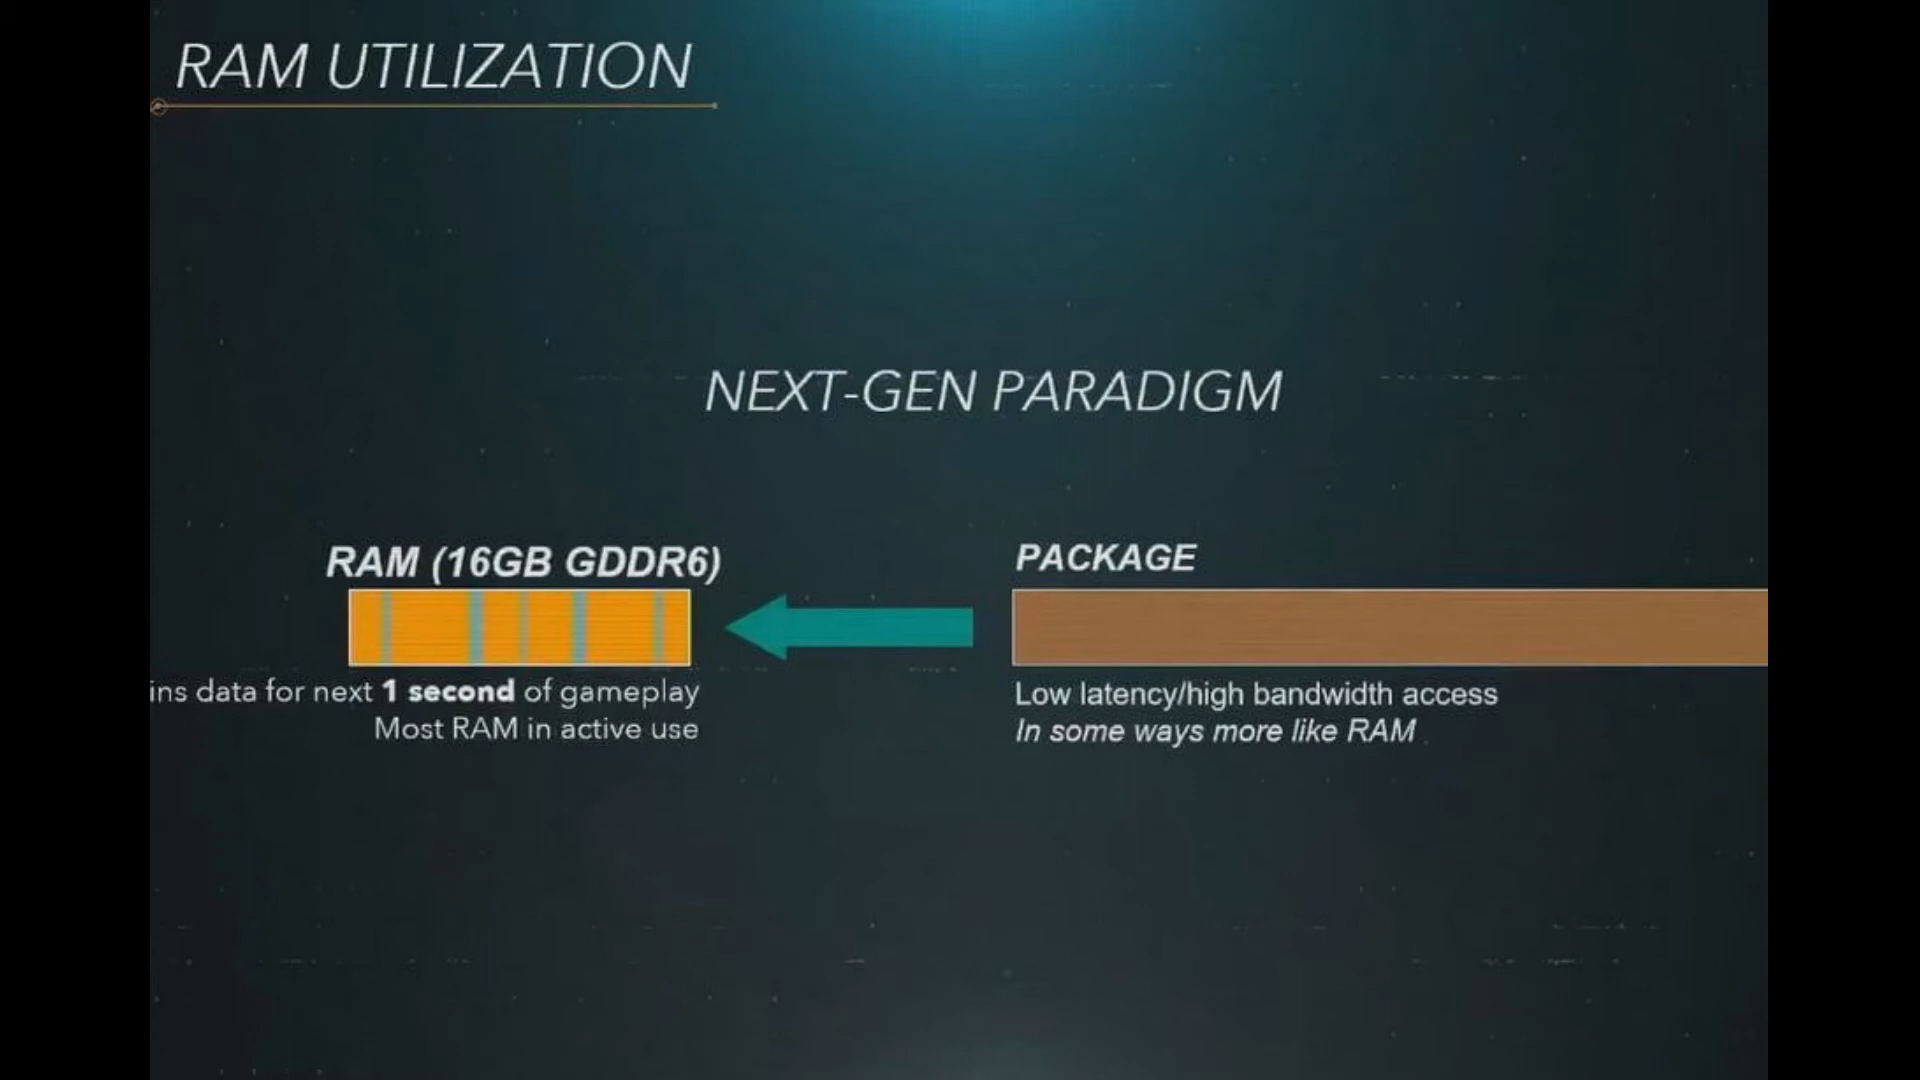 RAM UTILIZATION
NEXT-GEN PARADIGM
RAM (16GB GDDR6)
ins data for next 1 second of gameplay
Most RAM in active use
PACKAGE
Low latency/high bandwidth access
In some ways more like RAM